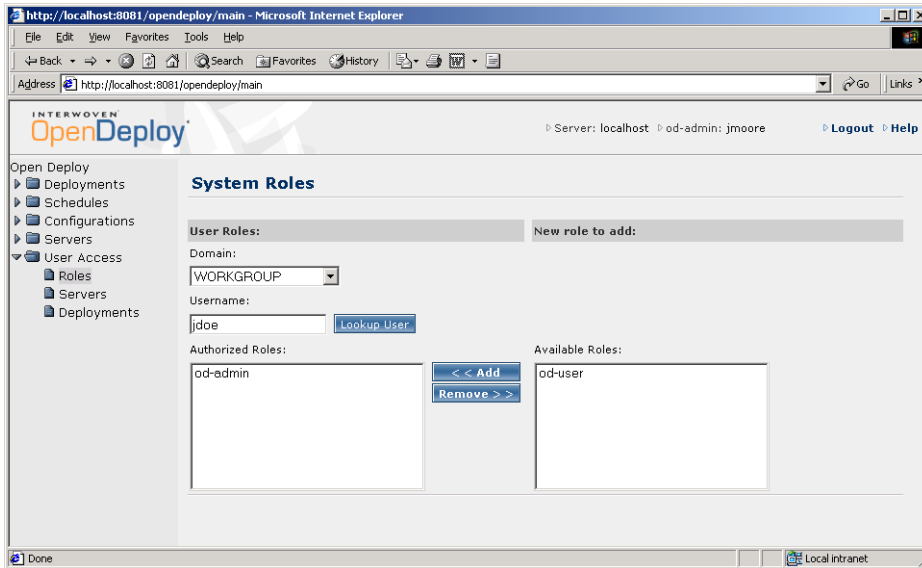 http://localhost:8081/opendeploy/main - Microsoft Internet Explorer
File Edit View Favorites Tools Help
Back Search Favorites History
Address http://localhost:8081/opendeploy/main Go Links
INTERWOVEN
OpenDeploy
Server: localhost od-admin: jmoore Logout Help
Open Deploy
Deployments
Schedules
Configurations
Servers
User Access
Roles
Servers
Deployments
System Roles
User Roles: New role to add:
Domain:
WORKGROUP
Username:
jdoe Lookup User
Authorized Roles: Available Roles:
od-admin << Add od-user
Remove >>
Done Local intranet